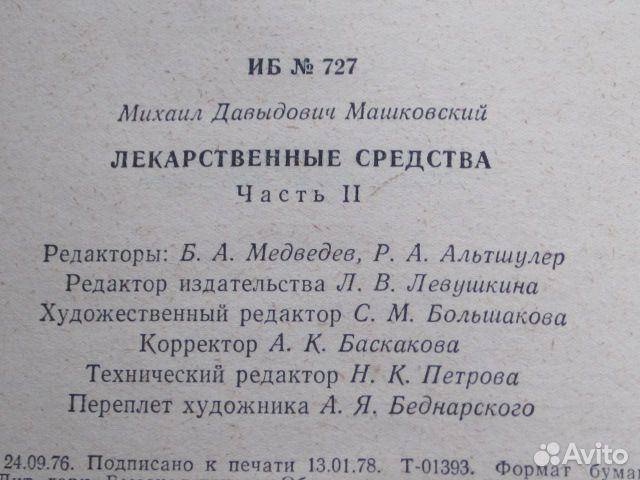 ИБ № 727
Михаил Давыдович Машковский
ЛЕКАРСТВЕННЫЕ СРЕДСТВА
Часть II
Редакторы: Б. А. Медведев, Р. А. Альтшулер
Редактор издательства Л. В. Левушкина
Художественный редактор С. М. Большакова
Корректор А. К. Баскакова
Технический редактор Н. К. Петрова
Переплет художника А. Я. Беднарского
24.09.76. Подписано к печати 13.01.78. Т-01393. Формат бумаг
Avito